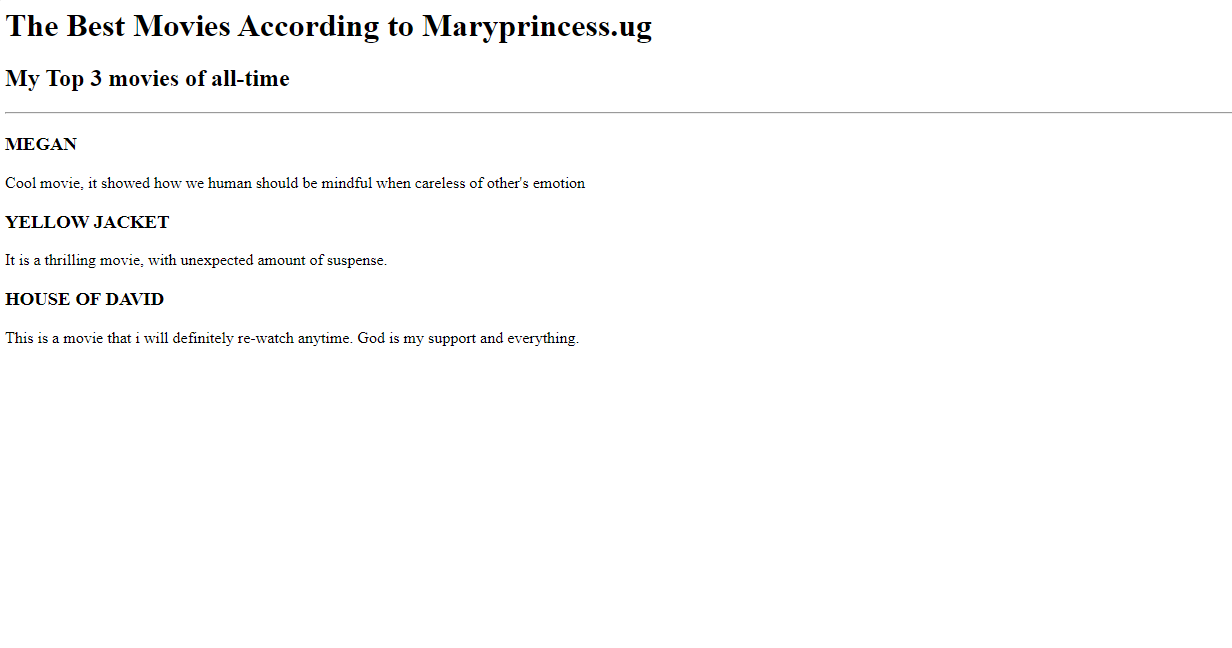 The Best Movies According to Maryprincess.ug
My Top 3 movies of all-time
MEGAN
Cool movie, it showed how we human should be mindful when careless of other's emotion
YELLOW JACKET
It is a thrilling movie, with unexpected amount of suspense.
HOUSE OF DAVID
This is a movie that i will definitely re-watch anytime. God is my support and everything.